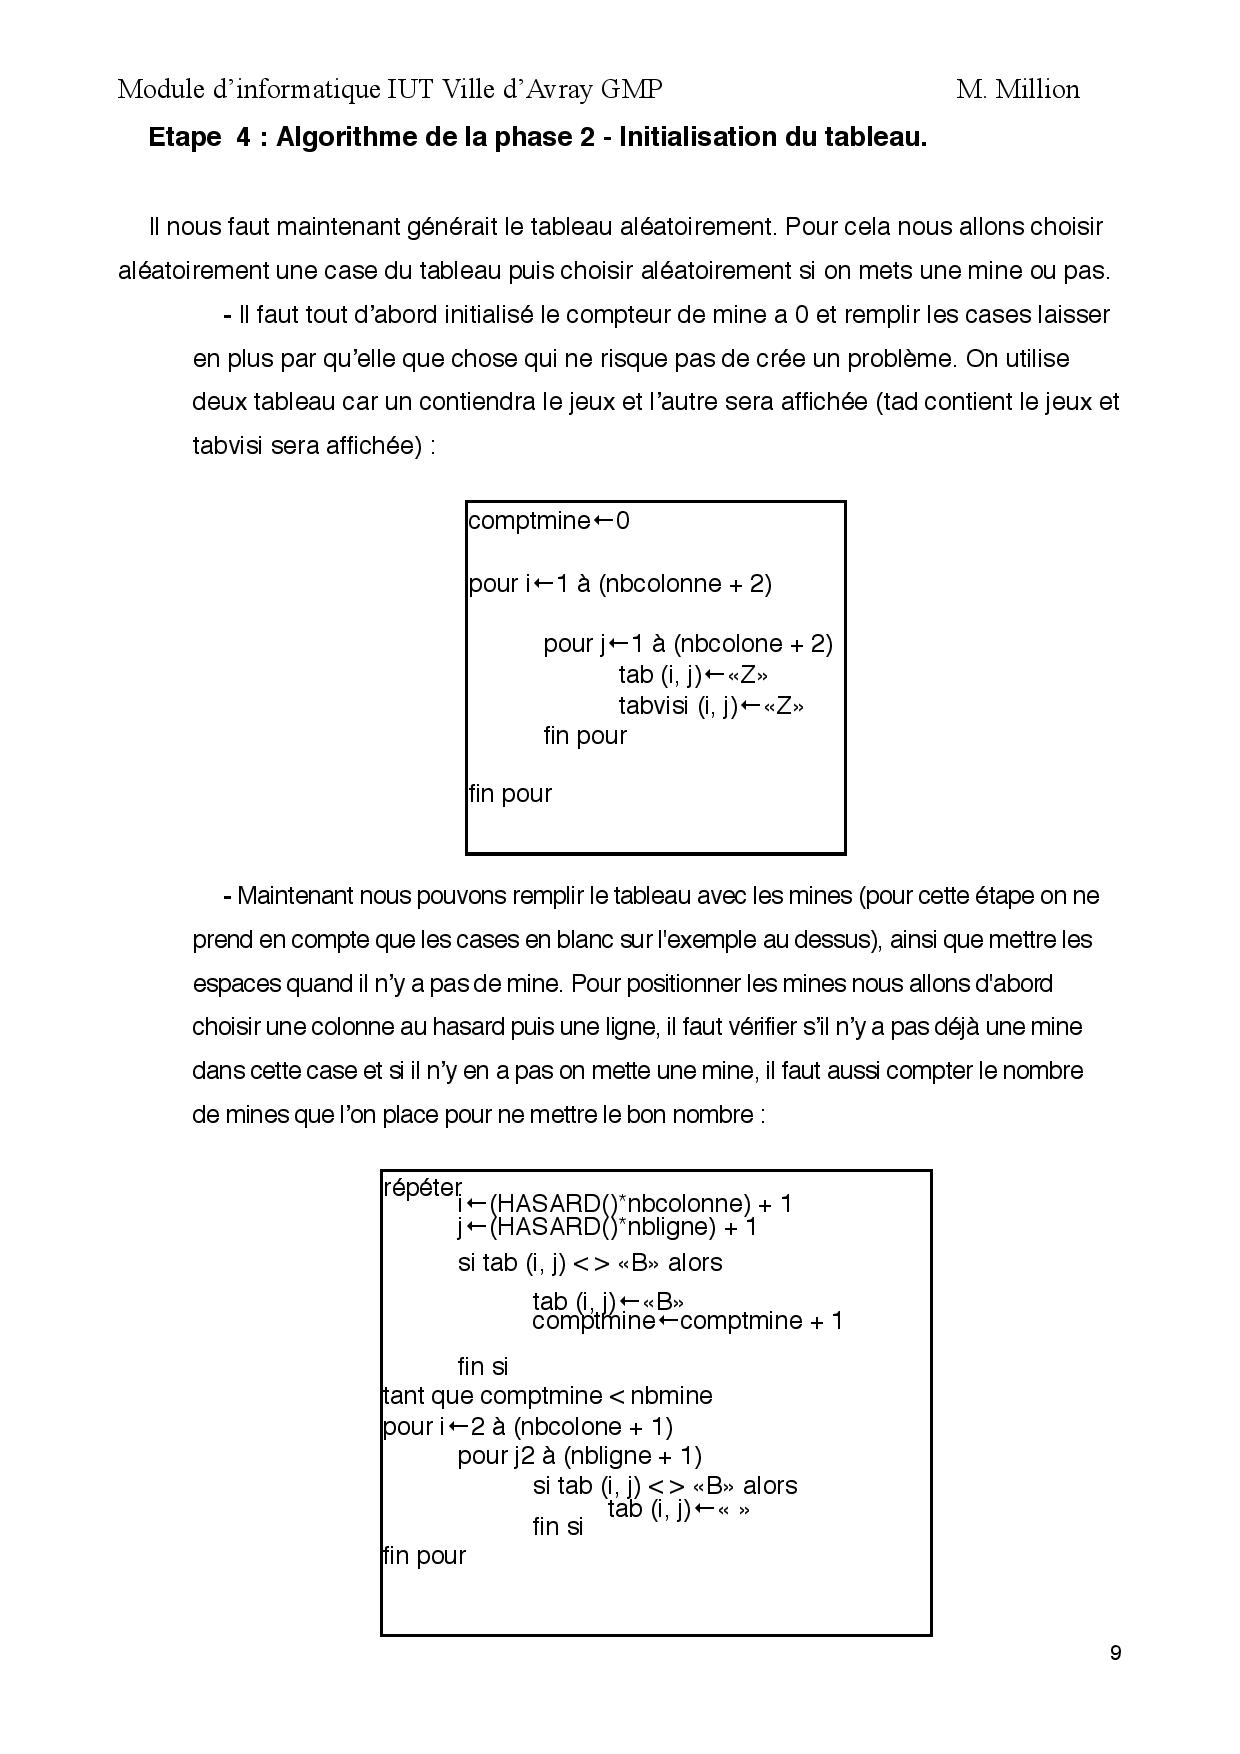 Module d’informatique IUT Ville d’Avray GMP M. Million
Etape 4 : Algorithme de la phase 2 - Initialisation du tableau.
Il nous faut maintenant générait le tableau aléatoirement. Pour cela nous allons choisir
aléatoirement une case du tableau puis choisir aléatoirement si on mets une mine ou pas.
- Il faut tout d’abord initialisé le compteur de mine a 0 et remplir les cases laisser
en plus par qu’elle que chose qui ne risque pas de crée un problème. On utilise
deux tableau car un contiendra le jeux et l’autre sera affichée (tad contient le jeux et
tabvisi sera affichée) :
comptmine←0
pour i←1 à (nbcolonne + 2)
pour j←1 à (nbcolone + 2)
tab (i, j)←«Z»
tabvisi (i, j)←«Z»
fin pour
fin pour
- Maintenant nous pouvons remplir le tableau avec les mines (pour cette étape on ne
prend en compte que les cases en blanc sur l'exemple au dessus), ainsi que mettre les
espaces quand il n’y a pas de mine. Pour positionner les mines nous allons d'abord
choisir une colonne au hasard puis une ligne, il faut vérifier s’il n’y a pas déjà une mine
dans cette case et si il n’y en a pas on mette une mine, il faut aussi compter le nombre
de mines que l’on place pour ne mettre le bon nombre :
répéter
i←(HASARD()*nbcolonne) + 1
j←(HASARD()*nbligne) + 1
si tab (i, j) < > «B» alors
tab (i, j)←«B»
comptmine←comptmine + 1
fin si
tant que comptmine < nbmine
pour i←2 à (nbcolone + 1)
pour j2 à (nbligne + 1)
si tab (i, j) < > «B» alors
tab (i, j)←« »
fin si
fin pour
9